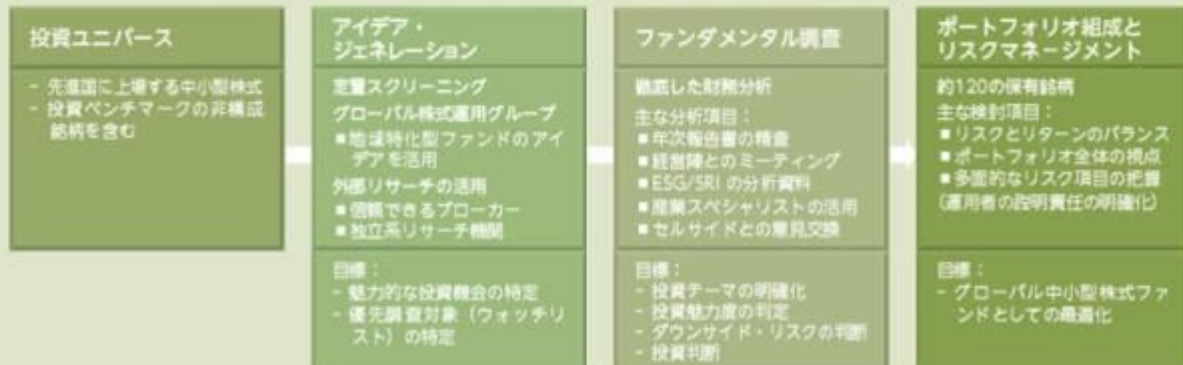 投資ユニバース
- 先進国に上場する中小型株式
- 投資ベンチマークの非構成
銘柄を含む
アイデア・
ジェネレーション
定量スクリーニング
グローバル株式運用グループ
■地域特化型ファンドのアイ
デアを活用
外部リサーチの活用
■信頼できるブローカー
■独立系リサーチ機関
目標：
- 魅力的な投資機会の特定
- 優先調査対象（ウォッチリ
スト）の特定
ファンダメンタル調査
徹底した財務分析
主な分析項目：
■年次報告書の精査
■経営陣とのミーティング
■ESG/SRI の分析資料
■産業スペシャリストの活用
■セルサイドとの意見交換
目標：
- 投資テーマの明確化
- 投資魅力度の判定
- ダウンサイド・リスクの判断
- 投資判断
ポートフォリオ組成と
リスクマネージメント
約120の保有銘柄
主な検討項目：
■リスクとリターンのバランス
■ポートフォリオ全体の視点
■多面的なリスク項目の把握
（運用者の説明責任の明確化）
目標：
- グローバル中小型株式ファ
ンドとしての最適化